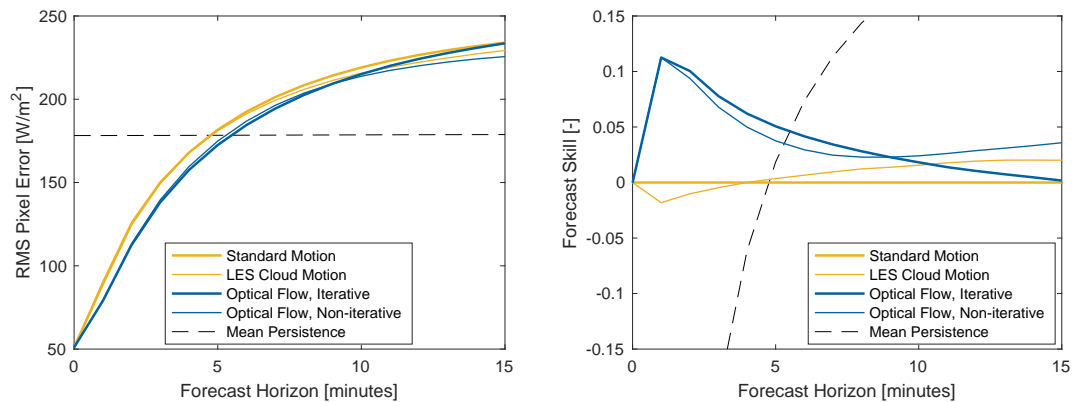 250
200
150
100
50
RMS Pixel Error [W/m²]
Standard Motion
LES Cloud Motion
Optical Flow, Iterative
Optical Flow, Non-iterative
Mean Persistence
0 5 10 15
Forecast Horizon [minutes]
0.15
0.1
0.05
0
-0.05
-0.1
-0.15
Forecast Skill [-]
Standard Motion
LES Cloud Motion
Optical Flow, Iterative
Optical Flow, Non-iterative
Mean Persistence
0 5 10 15
Forecast Horizon [minutes]